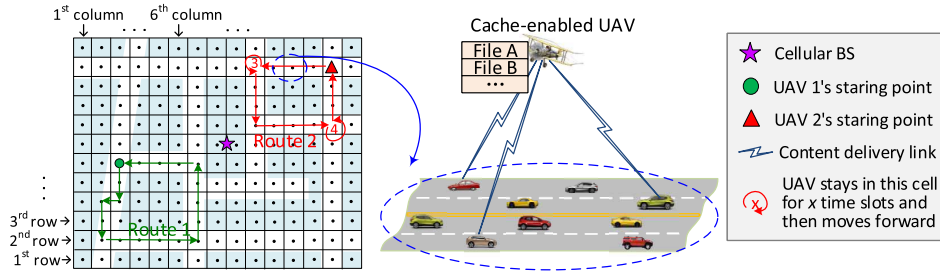 1st column
6th column
. . .
. . .
Cache-enabled UAV
File A
File B
...
3
4
Route 2
Route 1
⋮
3rd row
2nd row
1st row
Cellular BS
UAV 1's staring point
UAV 2's staring point
Content delivery link
x
UAV stays in this cell
for x time slots and
then moves forward